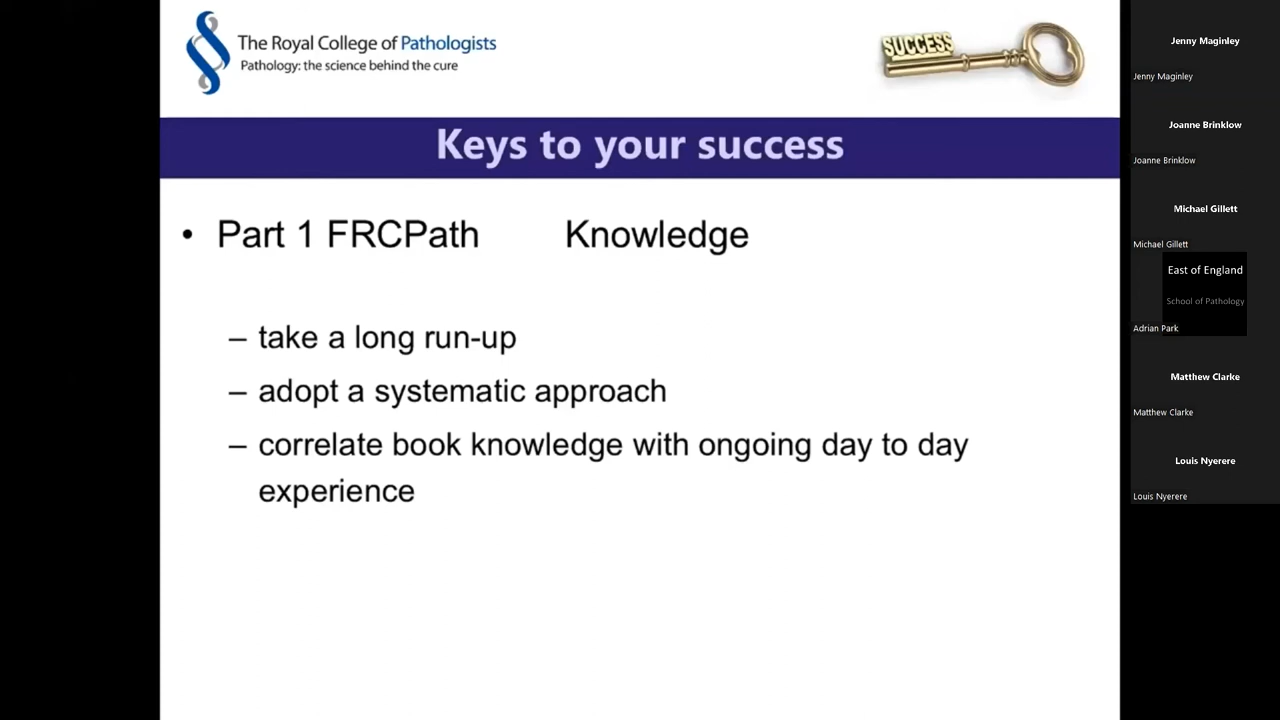 The Royal College of Pathologists
Pathology: the science behind the cure
SUCCESS
Keys to your success
• Part 1 FRCPath Knowledge
– take a long run-up
– adopt a systematic approach
– correlate book knowledge with ongoing day to day
experience
Jenny Maginley
Jenny Maginley
Joanne Brinklow
Joanne Brinklow
Michael Gillett
Michael Gillett
East of England
School of Pathology
Adrian Park
Matthew Clarke
Matthew Clarke
Louis Nyerere
Louis Nyerere